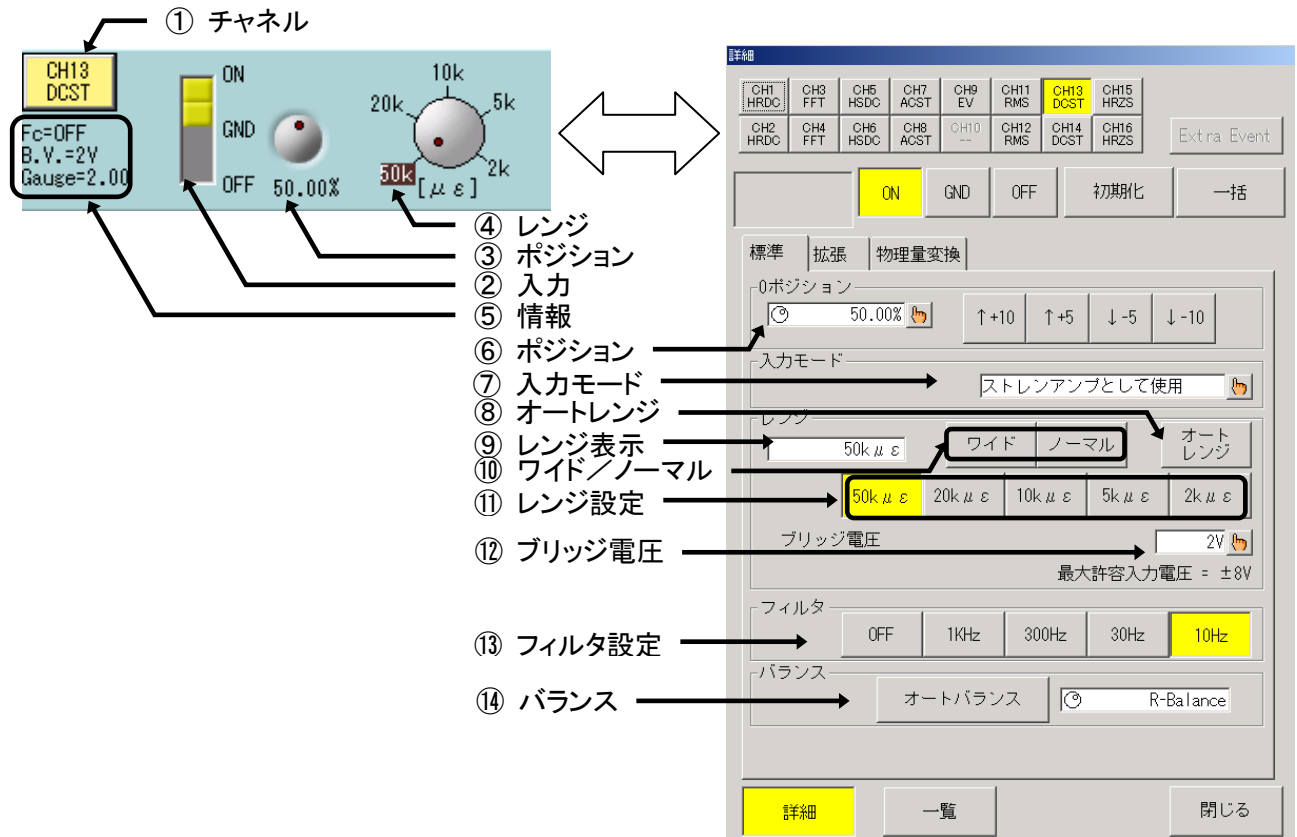 ① チャネル
CH13
DCST
Fc=OFF
B.V.=2V
Gauge=2.00
ON
GND
OFF
50.00%
10k
20k
5k
50k
2k
[με]
④ レンジ
③ ポジション
② 入力
⑤ 情報
⑥ ポジション
⑦ 入力モード
⑧ オートレンジ
⑨ レンジ表示
⑩ ワイド／ノーマル
⑪ レンジ設定
⑫ ブリッジ電圧
⑬ フィルタ設定
⑭ バランス
詳細
CH1 HRDC CH3 FFT CH5 HSDC CH7 ACST CH9 EV CH11 RMS CH13 DCST CH15 HRZS
CH2 HRDC CH4 FFT CH6 HSDC CH8 ACST CH10 -- CH12 RMS CH14 DCST CH16 HRZS
Extra Event
ON GND OFF 初期化 一括
標準 拡張 物理量変換
0ポジション
50.00% ↑+10 ↑+5 ↓-5 ↓-10
入力モード
ストレンアンプとして使用
レンジ
50kμε ワイド ノーマル オートレンジ
50kμε 20kμε 10kμε 5kμε 2kμε
ブリッジ電圧 2V
最大許容入力電圧 = ±8V
フィルタ
OFF 1KHz 300Hz 30Hz 10Hz
バランス
オートバランス R-Balance
詳細 一覧 閉じる